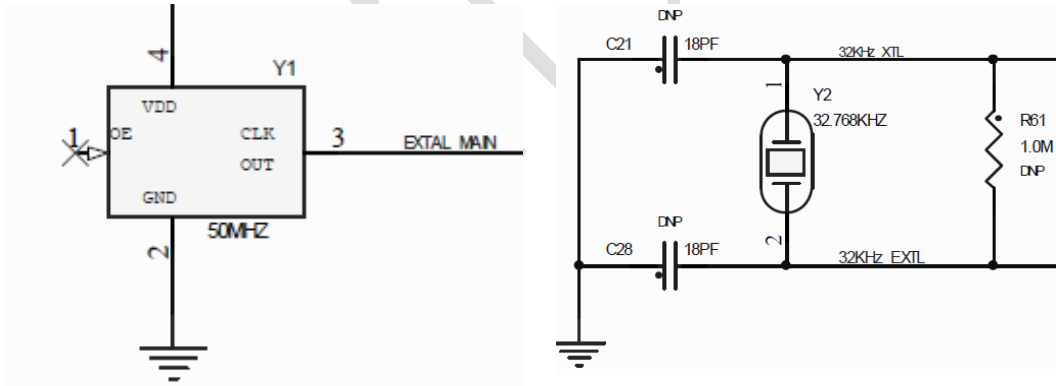 4
Y1
VDD
1
OE
CLK
3
EXTAL MAIN
OUT
GND
50MHZ
2
DNP
C21
18PF
32KHz XTL
1
Y2
32.768KHZ
R61
1.0M
DNP
DNP
2
C28
18PF
32KHz EXTL